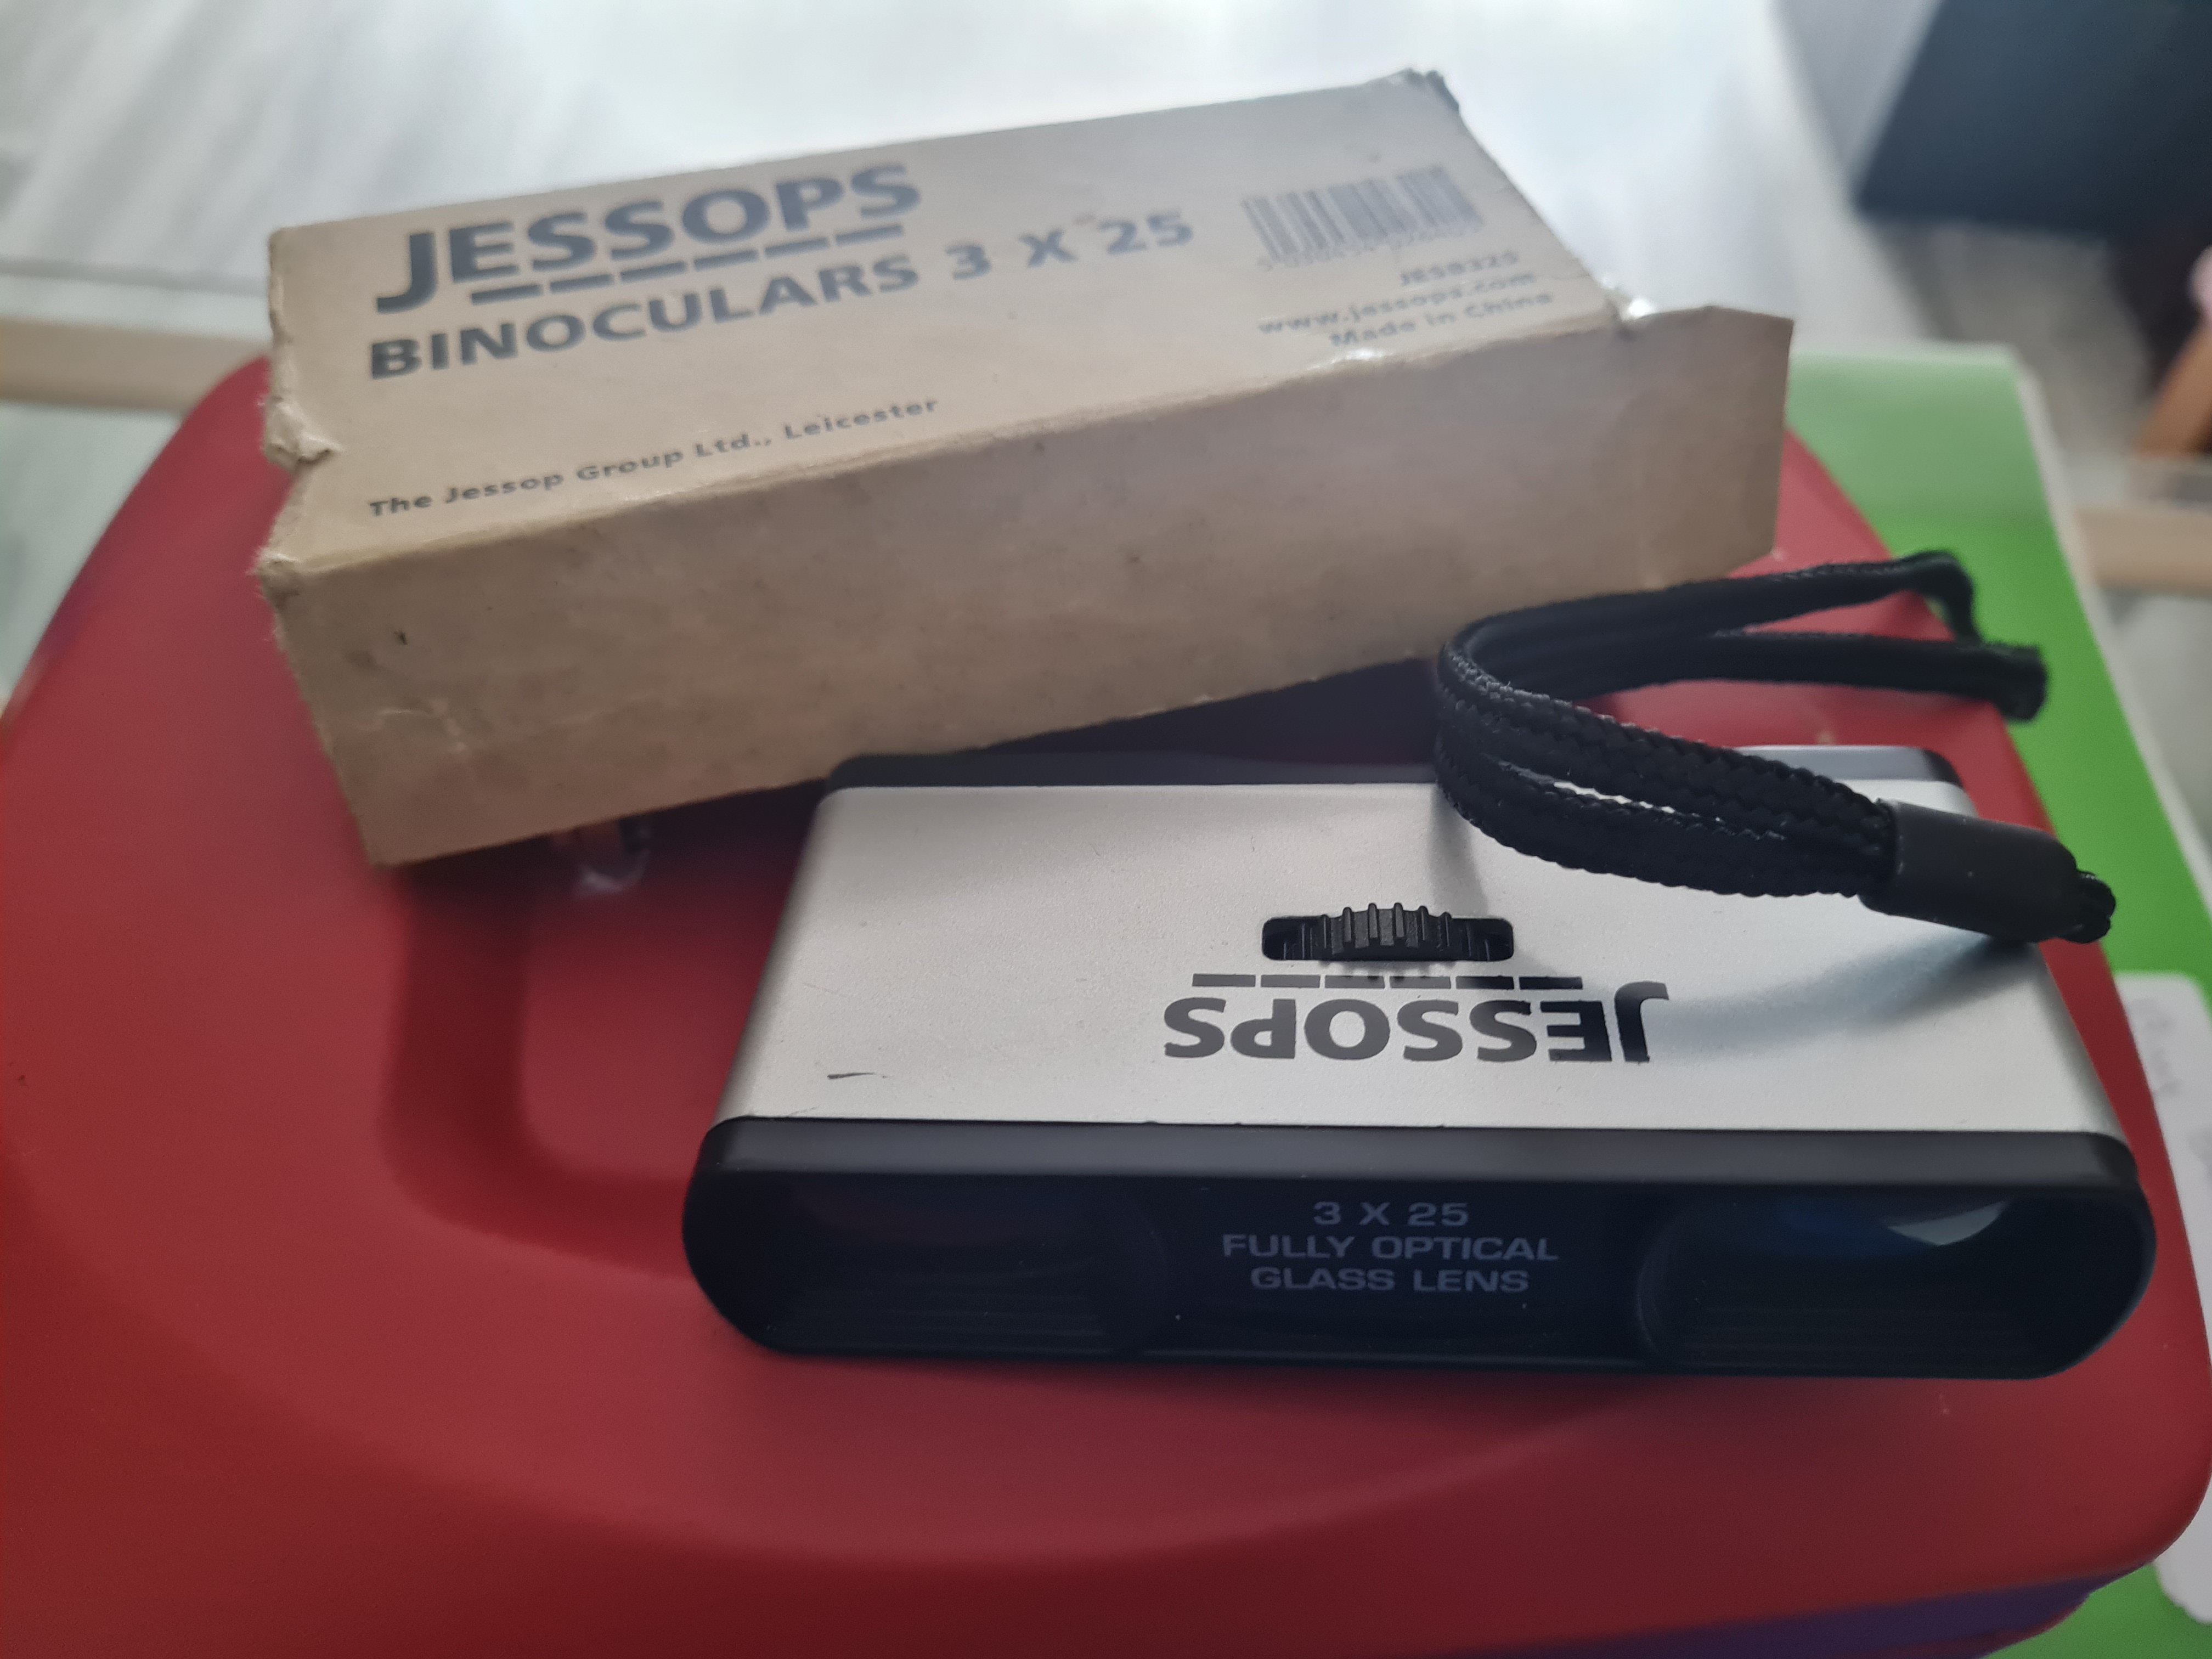 JESSOPS
BINOCULARS 3 X 25
JESB325
www.jessops.com
Made in China
The Jessop Group Ltd., Leicester
JESSOPS
3 X 25
FULLY OPTICAL
GLASS LENS